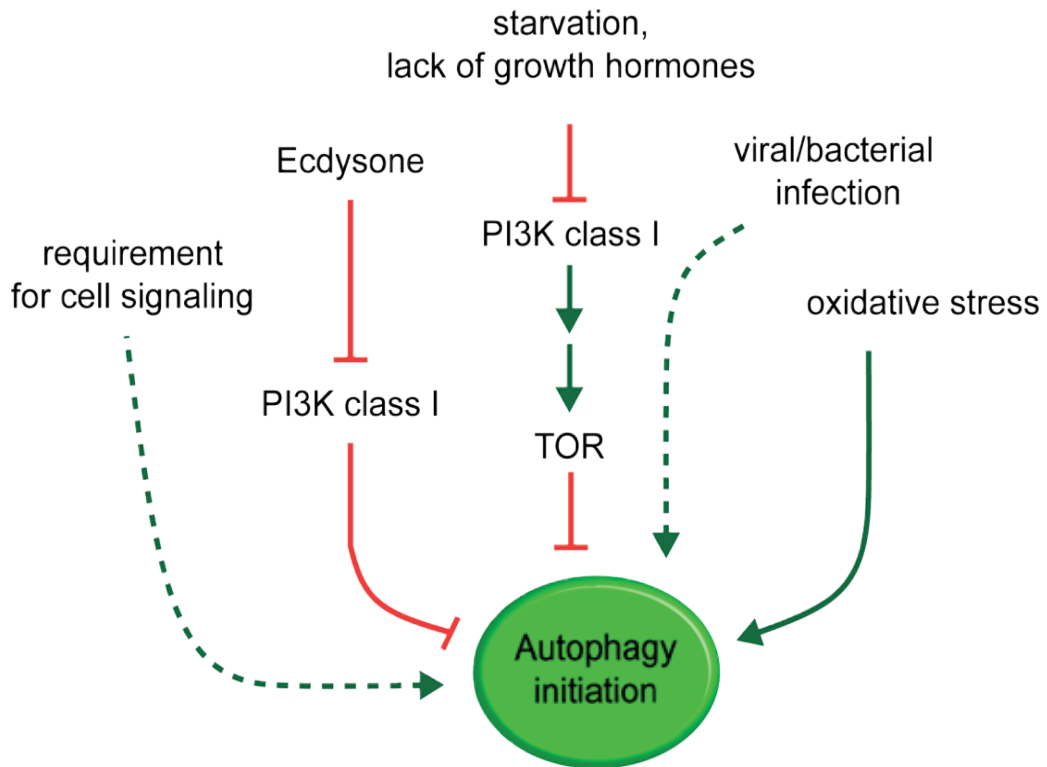 starvation,
lack of growth hormones
Ecdysone
viral/bacterial
infection
PI3K class I
requirement
for cell signaling
oxidative stress
PI3K class I
TOR
Autophagy
initiation